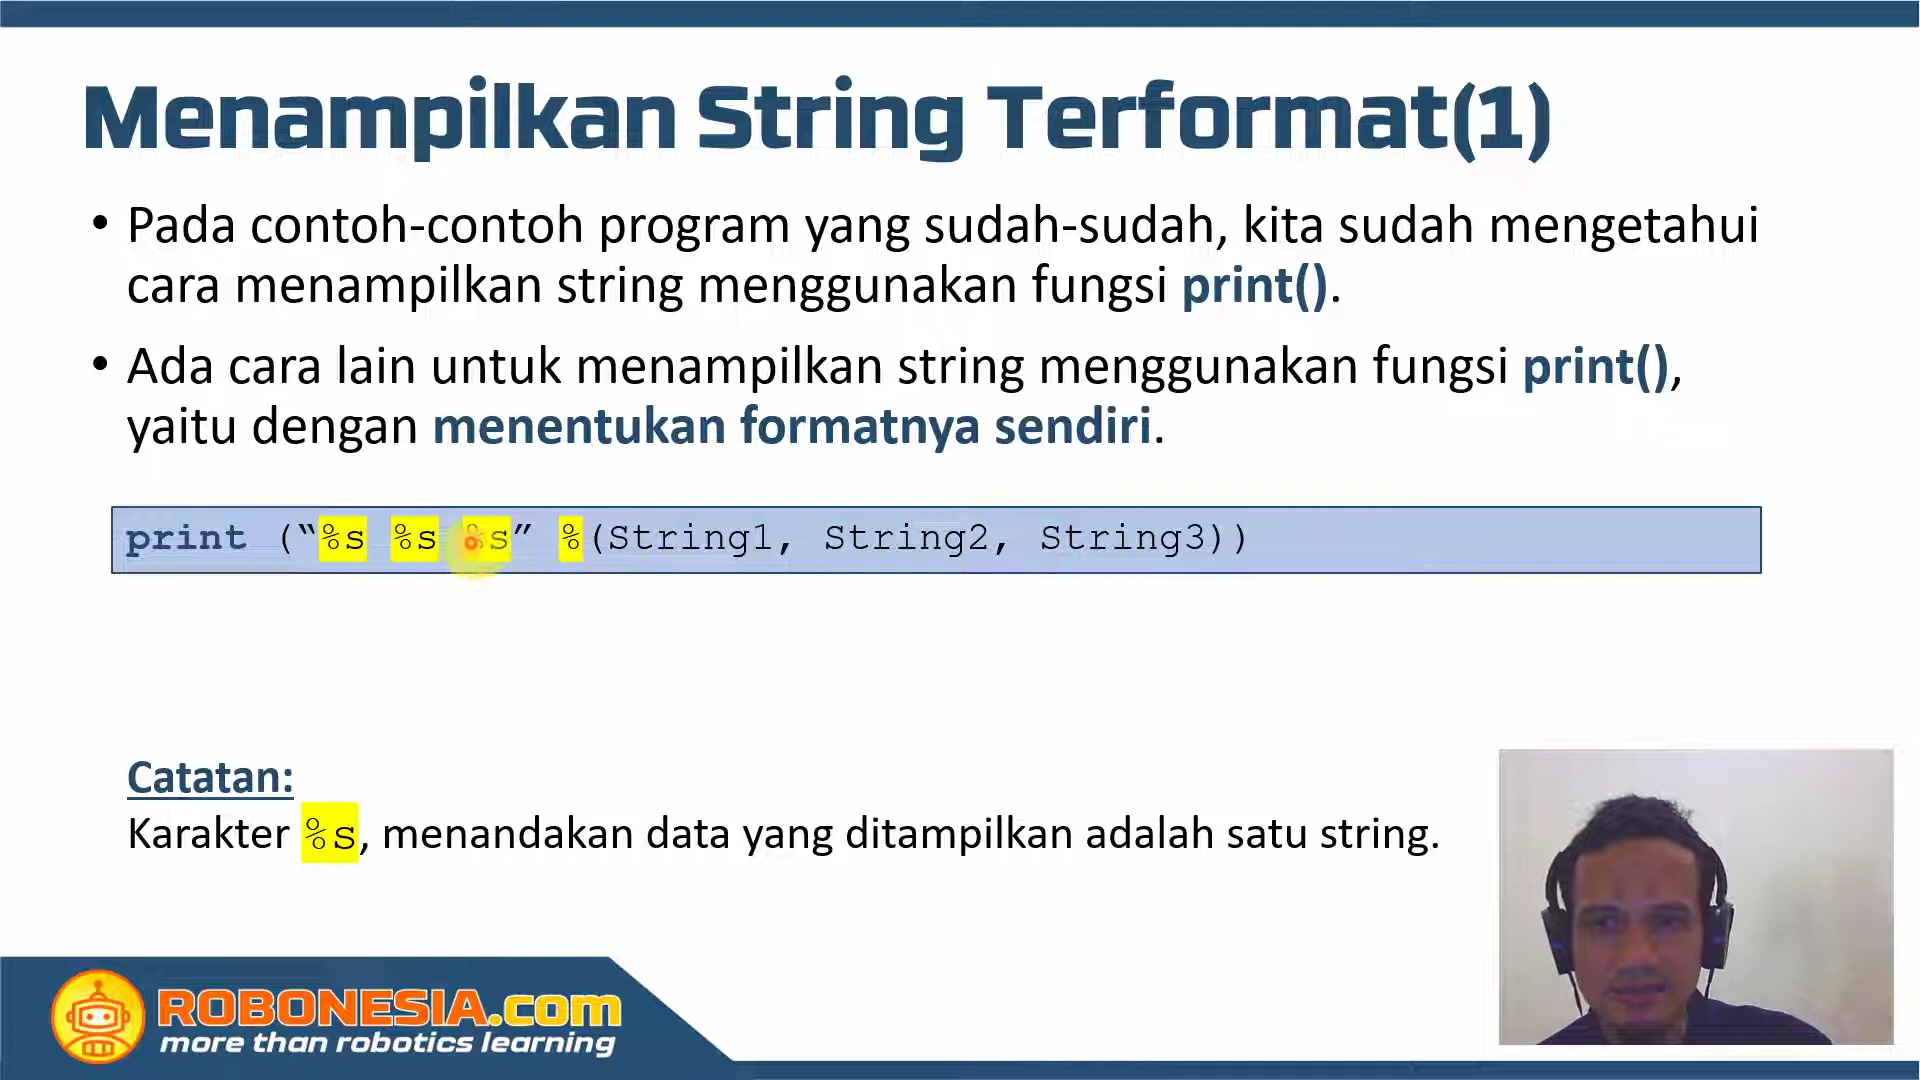 Menampilkan String Terformat(1)
• Pada contoh-contoh program yang sudah-sudah, kita sudah mengetahui
cara menampilkan string menggunakan fungsi print().
• Ada cara lain untuk menampilkan string menggunakan fungsi print(),
yaitu dengan menentukan formatnya sendiri.
print (“%s %s %s” %(String1, String2, String3))
Catatan:
Karakter %s, menandakan data yang ditampilkan adalah satu string.
ROBONESIA.com
more than robotics learning